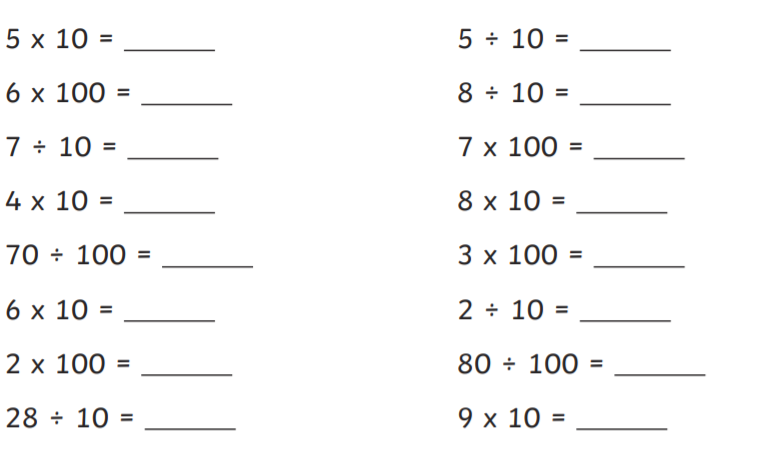 5 x 10 = ______
6 x 100 = ______
7 ÷ 10 = ______
4 x 10 = ______
70 ÷ 100 = ______
6 x 10 = ______
2 x 100 = ______
28 ÷ 10 = ______
5 ÷ 10 = ______
8 ÷ 10 = ______
7 x 100 = ______
8 x 10 = ______
3 x 100 = ______
2 ÷ 10 = ______
80 ÷ 100 = ______
9 x 10 = ______